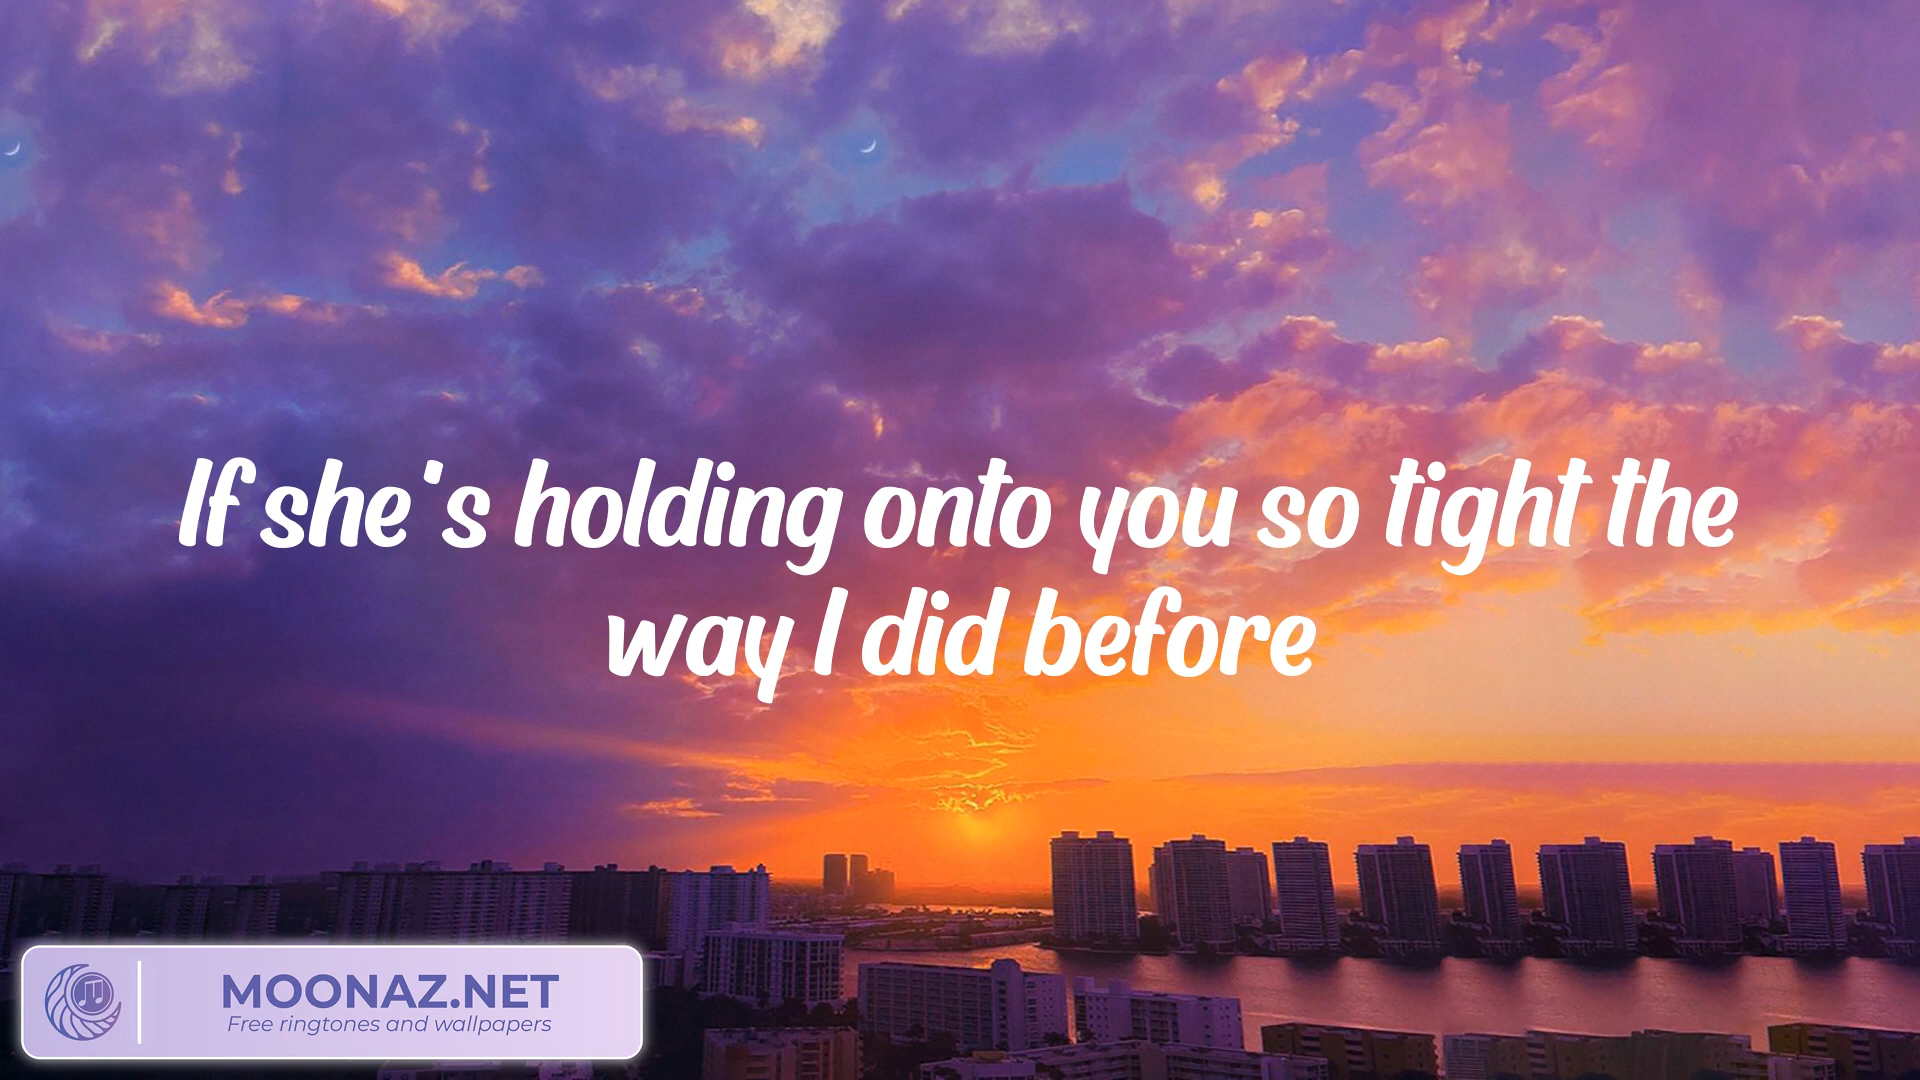 If she's holding onto you so tight the
way I did before
MOONAZ.NET
Free ringtones and wallpapers